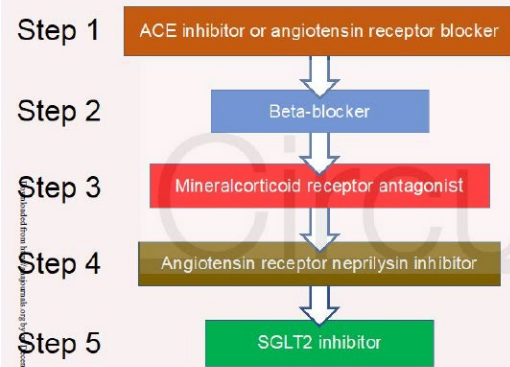 Step 1
ACE inhibitor or angiotensin receptor blocker
Step 2
Beta-blocker
Step 3
Mineralcorticoid receptor antagonist
Step 4
Angiotensin receptor neprilysin inhibitor
Step 5
SGLT2 inhibitor
Circu